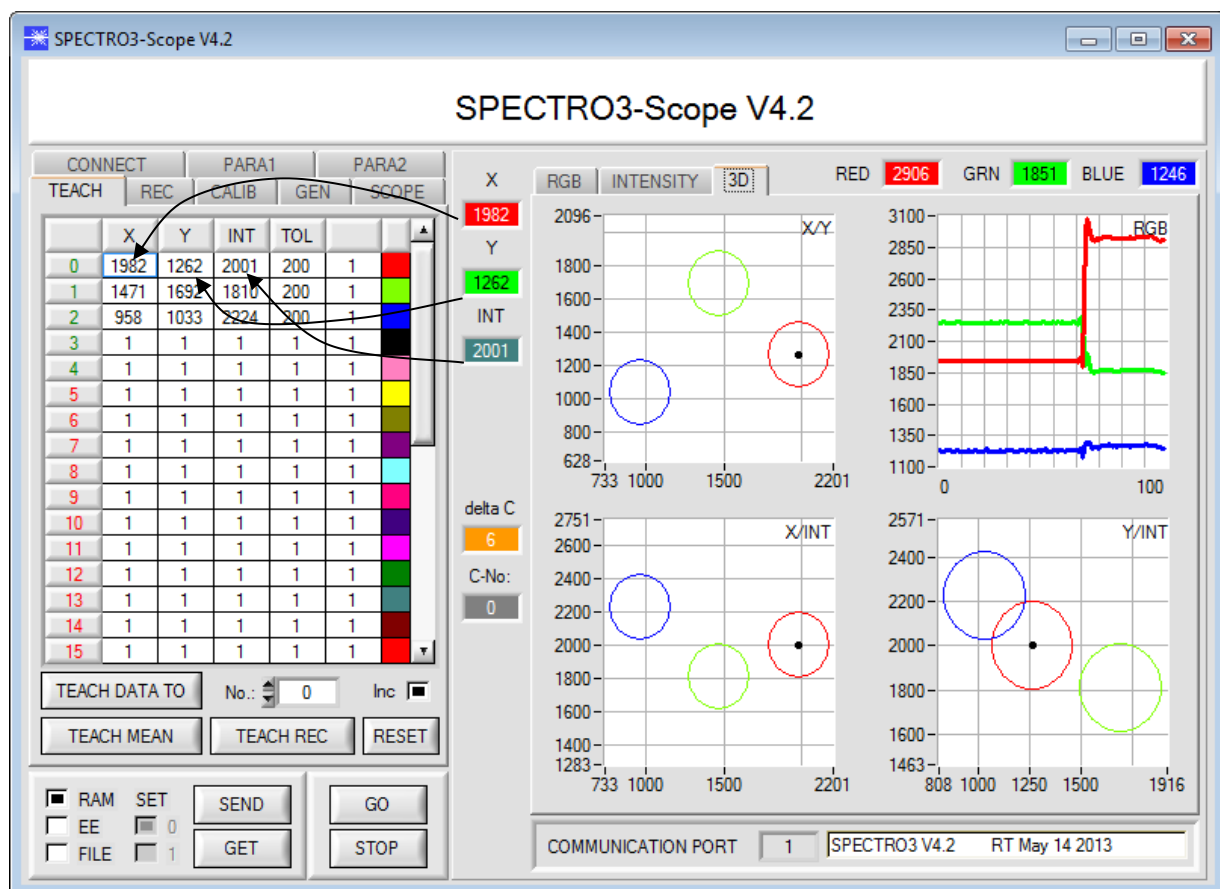 SPECTRO3-Scope V4.2
SPECTRO3-Scope V4.2
CONNECT PARA1 PARA2
TEACH REC CALIB GEN SCOPE
X Y INT TOL
0 1982 1262 2001 200 1
1 1471 1692 1810 200 1
2 958 1033 2224 200 1
3 1 1 1 1 1
4 1 1 1 1 1
5 1 1 1 1 1
6 1 1 1 1 1
7 1 1 1 1 1
8 1 1 1 1 1
9 1 1 1 1 1
10 1 1 1 1 1
11 1 1 1 1 1
12 1 1 1 1 1
13 1 1 1 1 1
14 1 1 1 1 1
15 1 1 1 1 1
TEACH DATA TO No.: 0 Inc
TEACH MEAN TEACH REC RESET
RAM SET SEND GO
EE 0
FILE 1 GET STOP
X
1982
Y
1262
INT
2001
delta C
6
C-No:
0
RGB INTENSITY 3D RED 2906 GRN 1851 BLUE 1246
X/Y
2096
1800
1600
1400
1200
1000
800
628
733 1000 1500 2201
RGB
3100
2850
2600
2350
2100
1850
1600
1350
1100
0 100
X/INT
2751
2600
2400
2200
2000
1800
1600
1400
1283
733 1000 1500 2201
Y/INT
2571
2400
2200
2000
1800
1600
1463
808 1000 1250 1500 1916
COMMUNICATION PORT 1 SPECTRO3 V4.2 RT May 14 2013